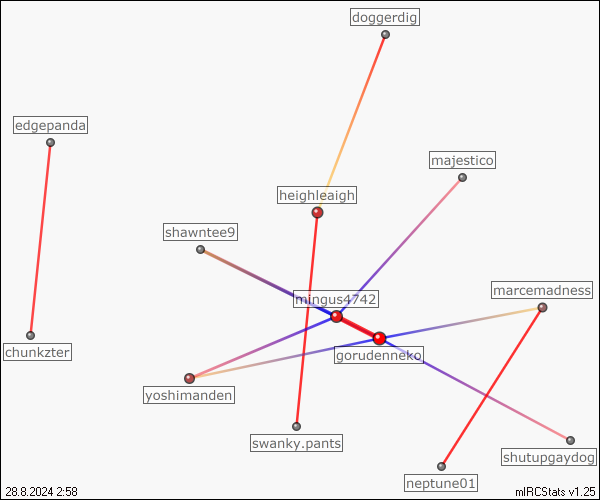 doggerdig
edgepanda
majestico
heighleaigh
shawntee9
marcemadness
mingus4742
chunkzter
gorudenneko
yoshimanden
swanky.pants
shutupgaydog
neptune01
28.8.2024 2:58
mIRCStats v1.25